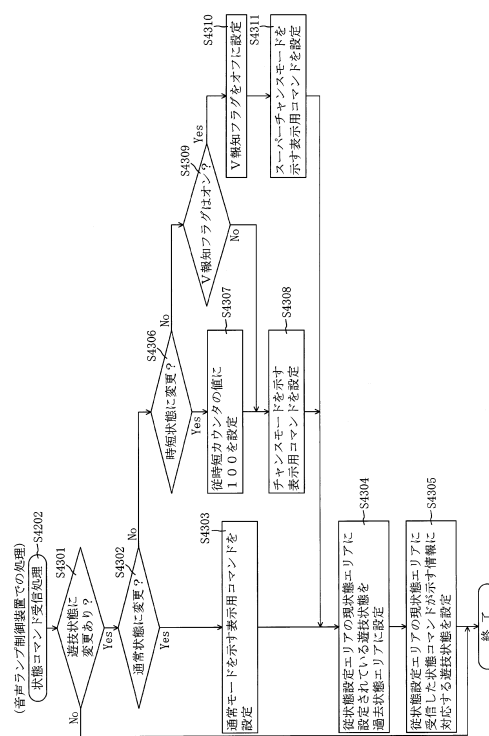 (音声ランプ制御装置での処理)
状態コマンド受信処理
S4202
遊技状態に
変更あり？
S4301
No
Yes
通常状態に変更？
S4302
No
Yes
通常モードを示す表示用コマンドを
設定
S4303
時短状態に変更？
S4306
No
Yes
従時短カウンタの値に
１００を設定
S4307
チャンスモードを示す
表示用コマンドを設定
S4308
V報知フラグはオン？
S4309
Yes
No
V報知フラグをオフに設定
S4310
スーパーチャンスモードを
示す表示用コマンドを設定
S4311
従状態設定エリアの現状態エリアに
設定されている遊技状態を
過去状態エリアに設定
S4304
従状態設定エリアの現状態エリアに
受信した状態コマンドが示す情報に
対応する遊技状態を設定
S4305
終 了